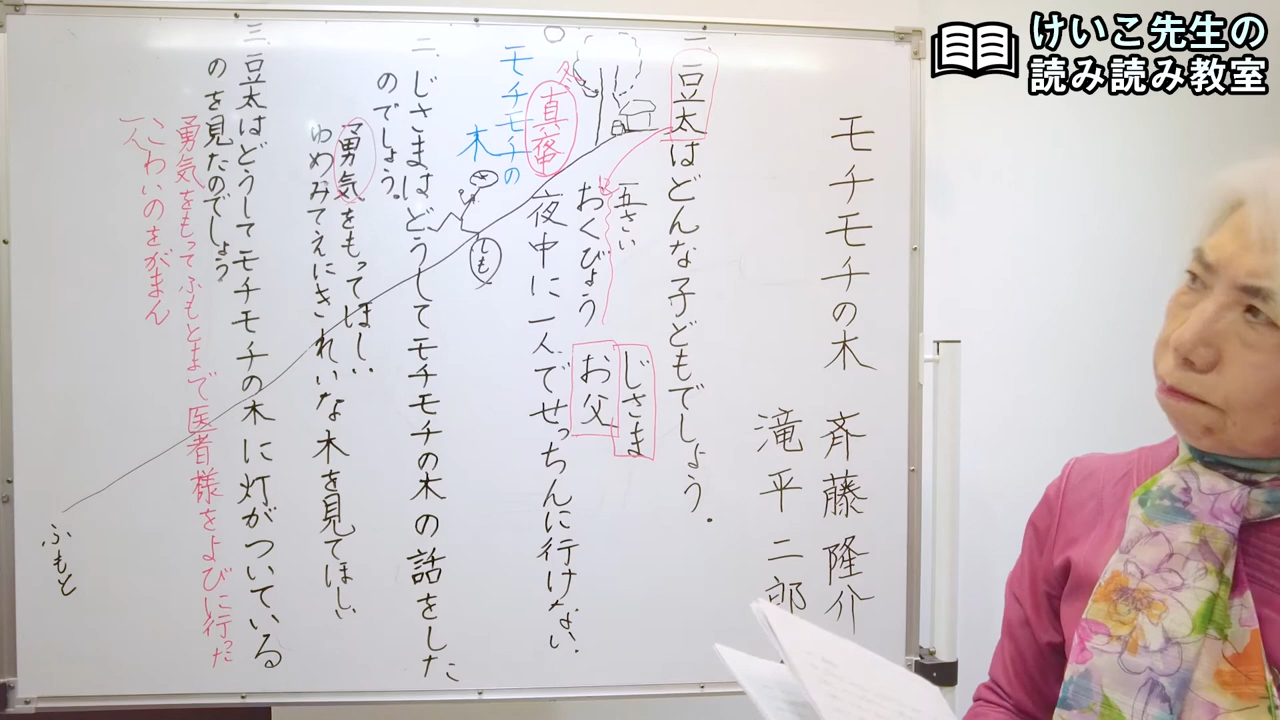 けいこ先生の
読み読み教室
モチモチの木
斉藤隆介
滝平二郎
一、豆太はどんな子どもでしょう。
五さい
じさま
おくびょう
お父
夜中に一人でせっちんに行けない。
冬
真夜中
モチモチの
木
しも
二、じさまはどうしてモチモチの木の話をした
のでしょう。
勇気をもってほしい
ゆめみてえにきれいな木を見てほしい
三、豆太はどうしてモチモチの木に灯がついている
のを見たのでしょう
勇気をもってふもとまで医者様をよびに行った
こわいのをがまん
一人
ふもと